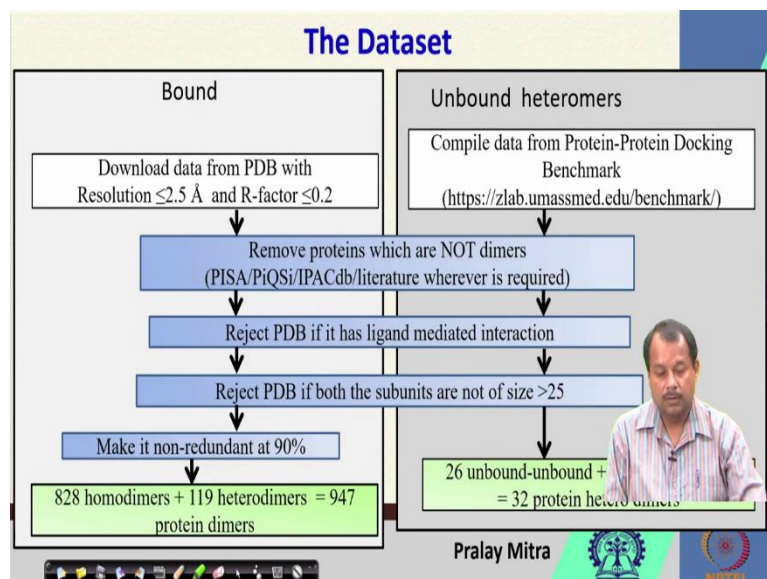 The Dataset
Bound
Unbound heteromers
Download data from PDB with
Resolution ≤2.5 Å and R-factor ≤0.2
Compile data from Protein-Protein Docking
Benchmark
(https://zlab.umassmed.edu/benchmark/)
Remove proteins which are NOT dimers
(PISA/PiQSi/IPACdb/literature wherever is required)
Reject PDB if it has ligand mediated interaction
Reject PDB if both the subunits are not of size >25
Make it non-redundant at 90%
828 homodimers + 119 heterodimers = 947
protein dimers
26 unbound-unbound +
= 32 protein hetero dimers
Pralay Mitra